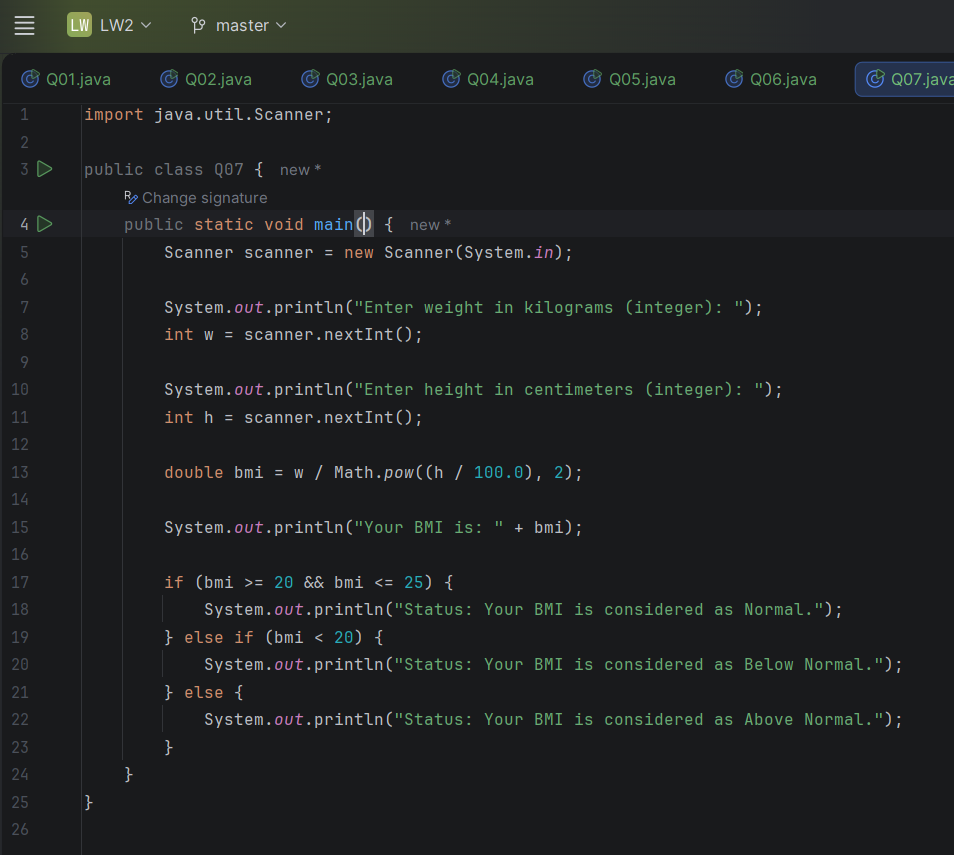 LW LW2 master
Q01.java Q02.java Q03.java Q04.java Q05.java Q06.java Q07.java
1 import java.util.Scanner;
2
3 public class Q07 { new *
Change signature
4 public static void main() { new *
5 Scanner scanner = new Scanner(System.in);
6
7 System.out.println("Enter weight in kilograms (integer): ");
8 int w = scanner.nextInt();
9
10 System.out.println("Enter height in centimeters (integer): ");
11 int h = scanner.nextInt();
12
13 double bmi = w / Math.pow((h / 100.0), 2);
14
15 System.out.println("Your BMI is: " + bmi);
16
17 if (bmi >= 20 && bmi <= 25) {
18 System.out.println("Status: Your BMI is considered as Normal.");
19 } else if (bmi < 20) {
20 System.out.println("Status: Your BMI is considered as Below Normal.");
21 } else {
22 System.out.println("Status: Your BMI is considered as Above Normal.");
23 }
24 }
25 }
26